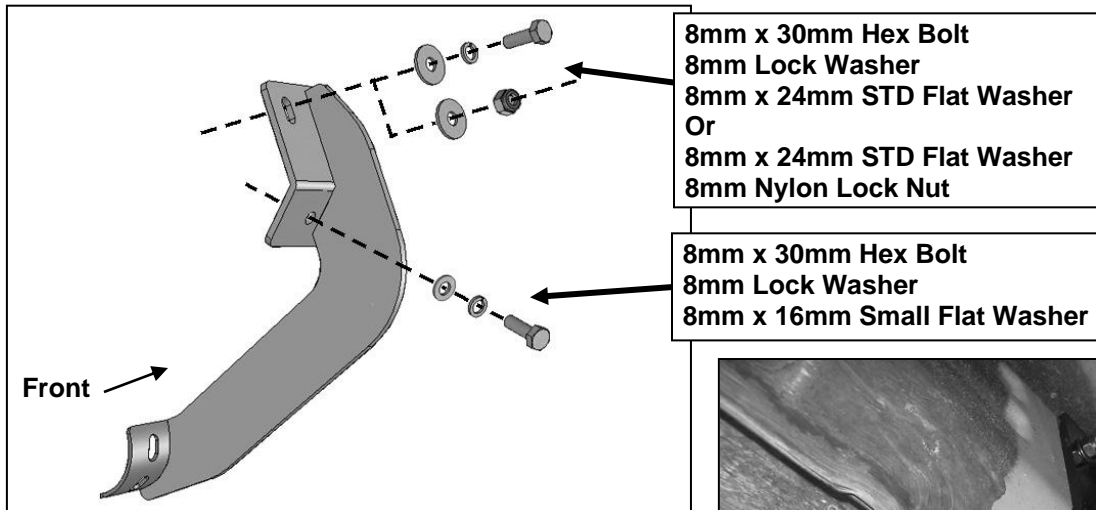 8mm x 30mm Hex Bolt
8mm Lock Washer
8mm x 24mm STD Flat Washer
Or
8mm x 24mm STD Flat Washer
8mm Nylon Lock Nut
8mm x 30mm Hex Bolt
8mm Lock Washer
8mm x 16mm Small Flat Washer
Front